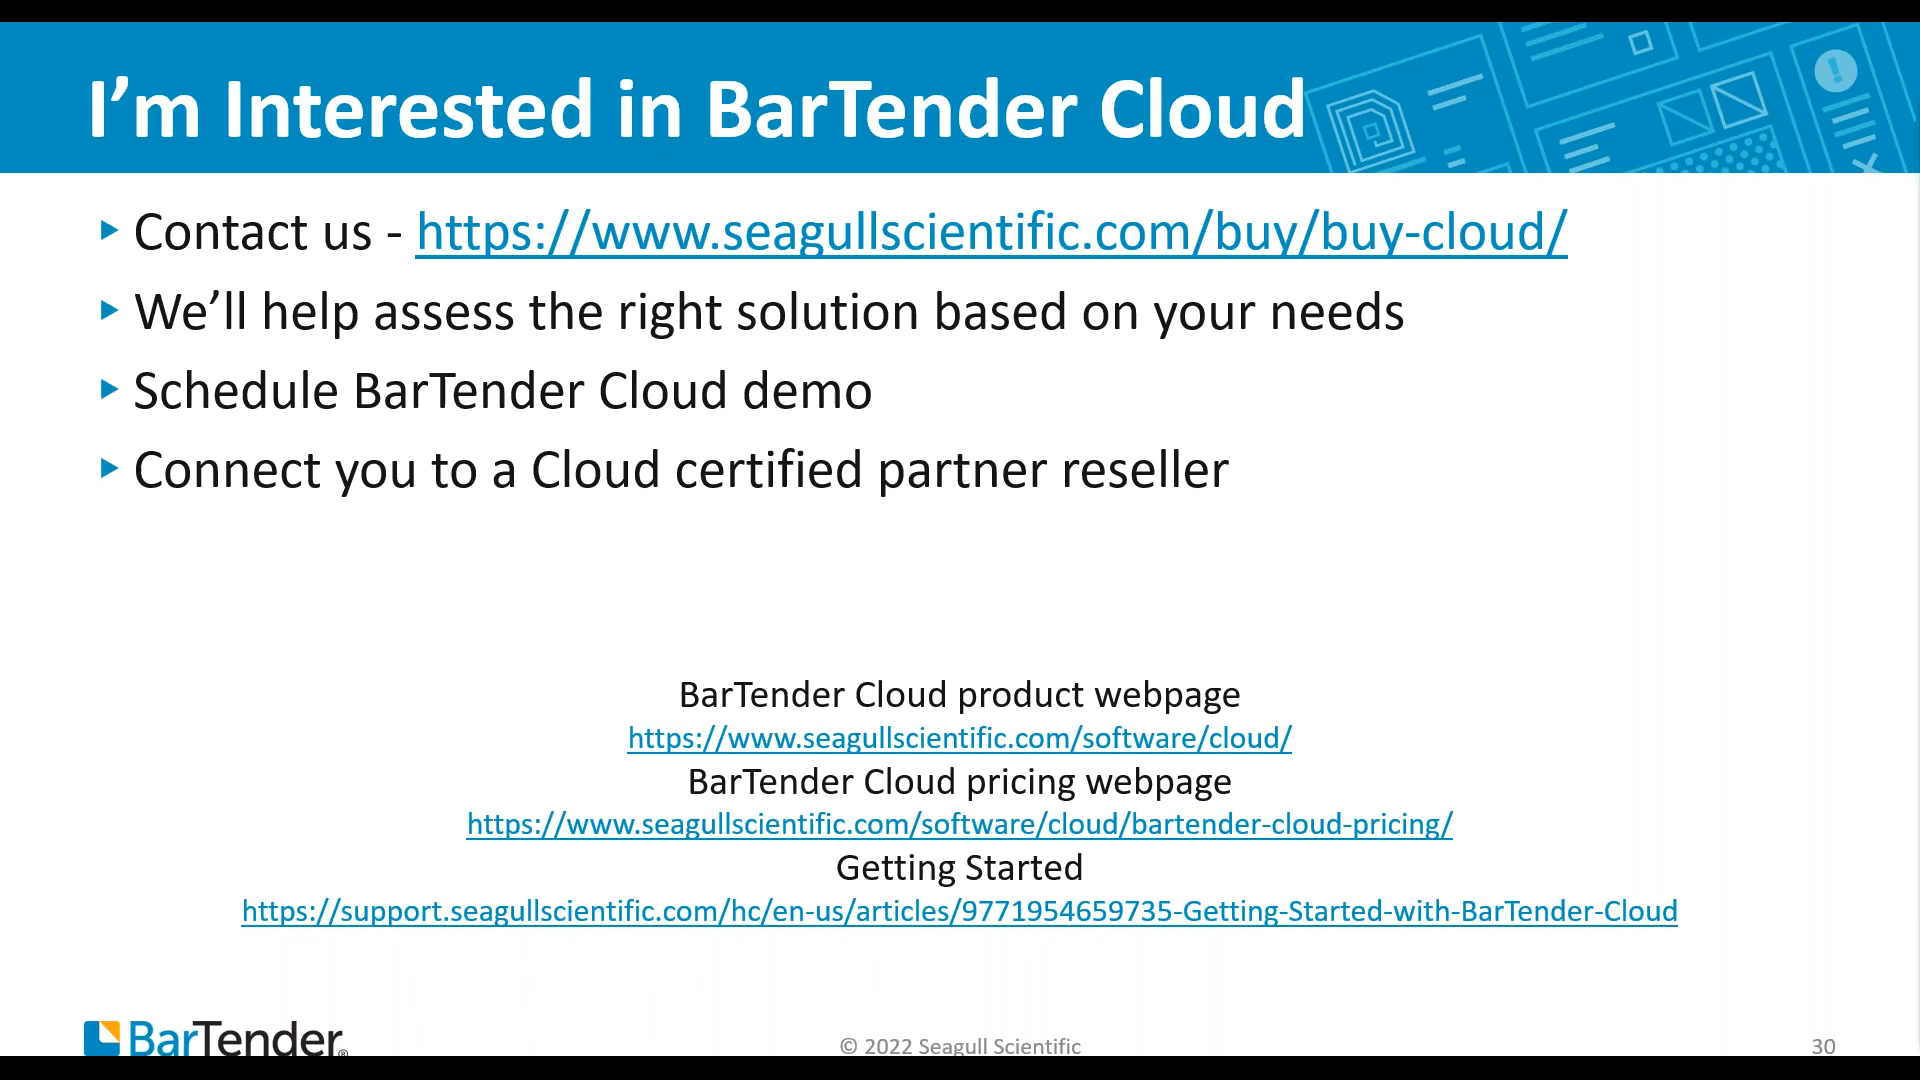 I’m Interested in BarTender Cloud
Contact us - https://www.seagullscientific.com/buy/buy-cloud/
We’ll help assess the right solution based on your needs
Schedule BarTender Cloud demo
Connect you to a Cloud certified partner reseller
BarTender Cloud product webpage
https://www.seagullscientific.com/software/cloud/
BarTender Cloud pricing webpage
https://www.seagullscientific.com/software/cloud/bartender-cloud-pricing/
Getting Started
https://support.seagullscientific.com/hc/en-us/articles/9771954659735-Getting-Started-with-BarTender-Cloud
BarTender®
© 2022 Seagull Scientific
30